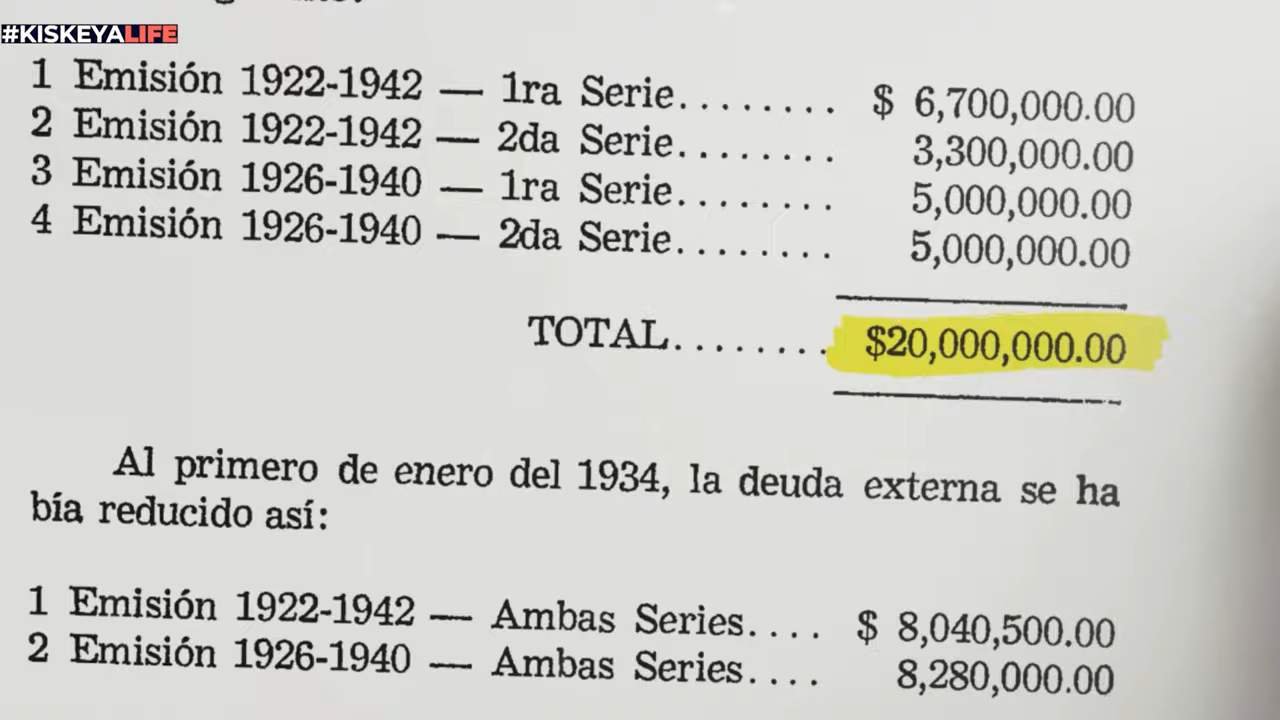 #KISKEYALIFE
1 Emisión 1922-1942 — 1ra Serie........ $ 6,700,000.00
2 Emisión 1922-1942 — 2da Serie........ 3,300,000.00
3 Emisión 1926-1940 — 1ra Serie........ 5,000,000.00
4 Emisión 1926-1940 — 2da Serie........ 5,000,000.00
TOTAL........ $20,000,000.00
Al primero de enero del 1934, la deuda externa se ha
bía reducido así:
1 Emisión 1922-1942 — Ambas Series.... $ 8,040,500.00
2 Emisión 1926-1940 — Ambas Series.... 8,280,000.00